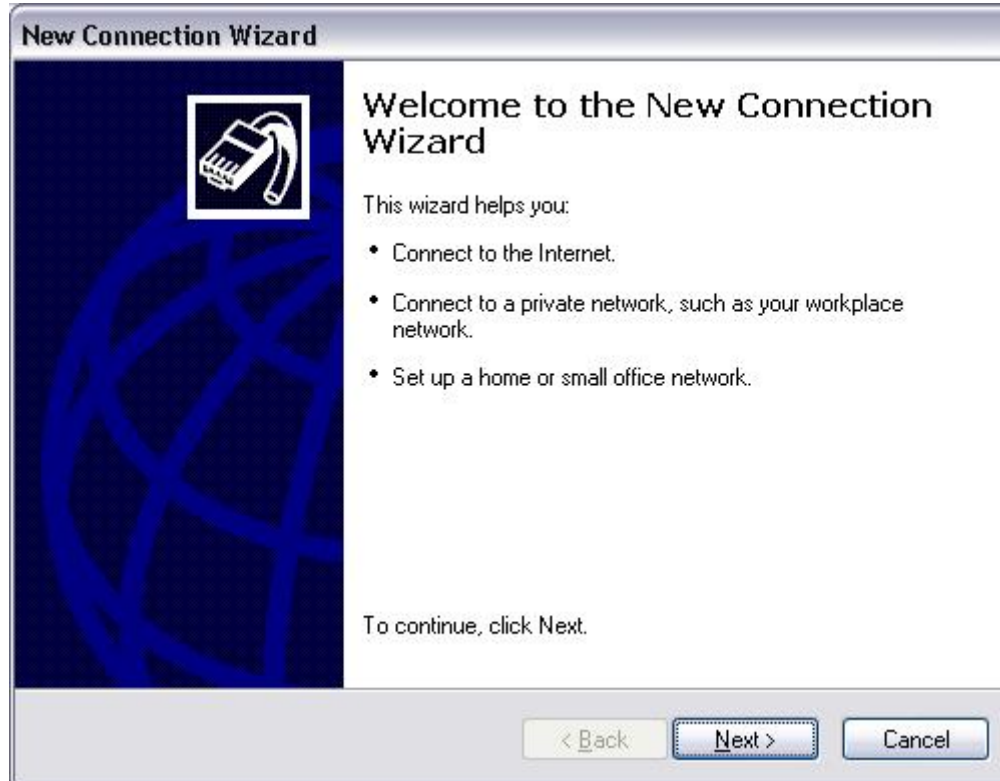 New Connection Wizard
Welcome to the New Connection
Wizard
This wizard helps you:
• Connect to the Internet.
• Connect to a private network, such as your workplace
network.
• Set up a home or small office network.
To continue, click Next.
< Back Next > Cancel